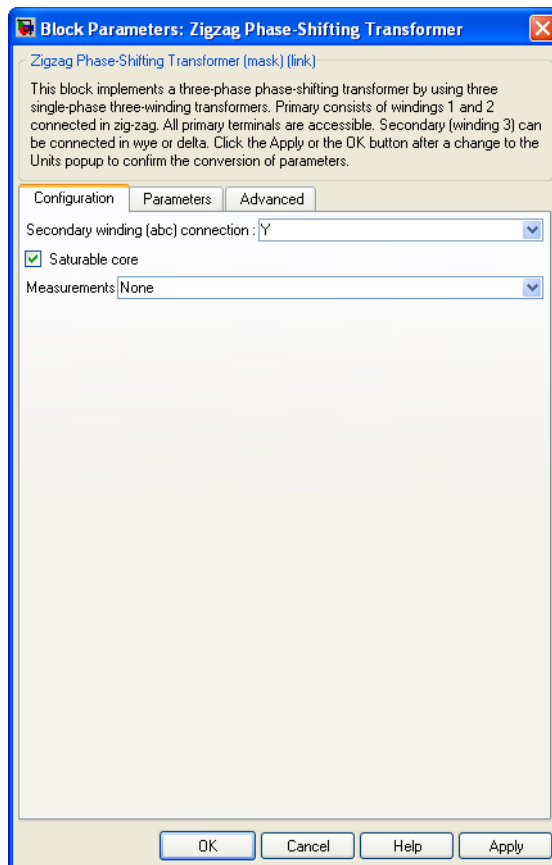 Block Parameters: Zigzag Phase-Shifting Transformer
Zigzag Phase-Shifting Transformer (mask) (link)
This block implements a three-phase phase-shifting transformer by using three
single-phase three-winding transformers. Primary consists of windings 1 and 2
connected in zig-zag. All primary terminals are accessible. Secondary (winding 3) can
be connected in wye or delta. Click the Apply or the OK button after a change to the
Units popup to confirm the conversion of parameters.
Configuration Parameters Advanced
Secondary winding (abc) connection : Y
Saturable core
Measurements None
OK Cancel Help Apply